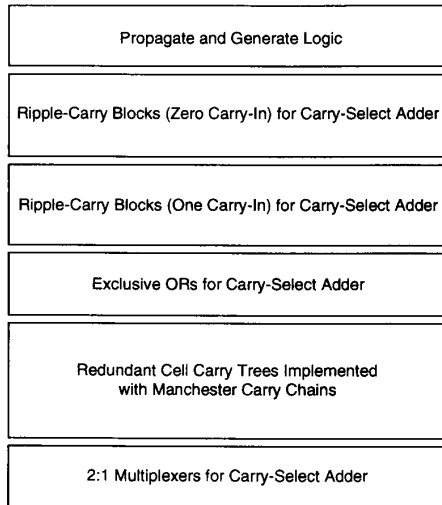 Propagate and Generate Logic
Ripple-Carry Blocks (Zero Carry-In) for Carry-Select Adder
Ripple-Carry Blocks (One Carry-In) for Carry-Select Adder
Exclusive ORs for Carry-Select Adder
Redundant Cell Carry Trees Implemented
with Manchester Carry Chains
2:1 Multiplexers for Carry-Select Adder